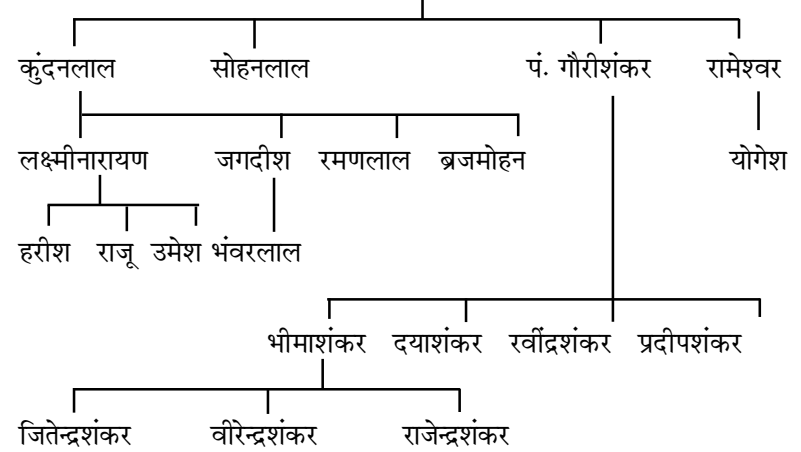 कुंदनलाल सोहनलाल पं. गौरीशंकर रामेश्वर
लक्ष्मीनारायण जगदीश रमणलाल ब्रजमोहन योगेश
हरीश राजू उमेश भंवरलाल
भीमाशंकर दयाशंकर रवींद्रशंकर प्रदीपशंकर
जितेन्द्रशंकर वीरेन्द्रशंकर राजेन्द्रशंकर